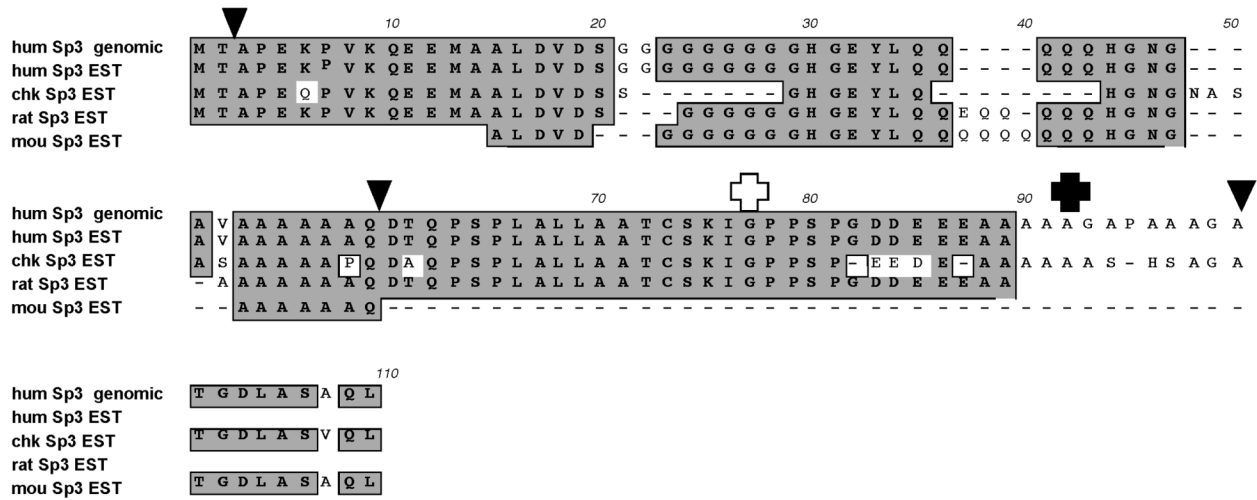 10 20 30 40 50
hum Sp3 genomic M T A P E K P V K Q E E M A A L D V D S G G G G G G G G G H G E Y L Q Q - - - - Q Q Q H G N G - - -
hum Sp3 EST M T A P E K P V K Q E E M A A L D V D S G G G G G G G G G H G E Y L Q Q - - - - Q Q Q H G N G - - -
chk Sp3 EST M T A P E Q P V K Q E E M A A L D V D S S - - - - - - - G H G E Y L Q - - - - - - - - H G N G N A S
rat Sp3 EST M T A P E K P V K Q E E M A A L D V D S - - - G G G G G G H G E Y L Q Q E Q Q - Q Q Q H G N G - - -
mou Sp3 EST A L D V D - - - G G G G G G G H G E Y L Q Q Q Q Q Q Q Q Q H G N G - - -
70 80 90
hum Sp3 genomic A V A A A A A A Q D T Q P S P L A L L A A T C S K I G P P S P G D D E E E A A A A A G A P A A A G A
hum Sp3 EST A V A A A A A A Q D T Q P S P L A L L A A T C S K I G P P S P G D D E E E A A
chk Sp3 EST A S A A A A A P Q D A Q P S P L A L L A A T C S K I G P P S P - E E D E - A A A A A A S - H S A G A
rat Sp3 EST - A A A A A A A Q D T Q P S P L A L L A A T C S K I G P P S P G D D E E E A A
mou Sp3 EST - - A A A A A A Q - - - - - - - - - - - - - - - - - - - - - - - - - - - - - - - - - - - - - - - - -
110
hum Sp3 genomic T G D L A S A Q L
hum Sp3 EST
chk Sp3 EST T G D L A S V Q L
rat Sp3 EST
mou Sp3 EST T G D L A S A Q L